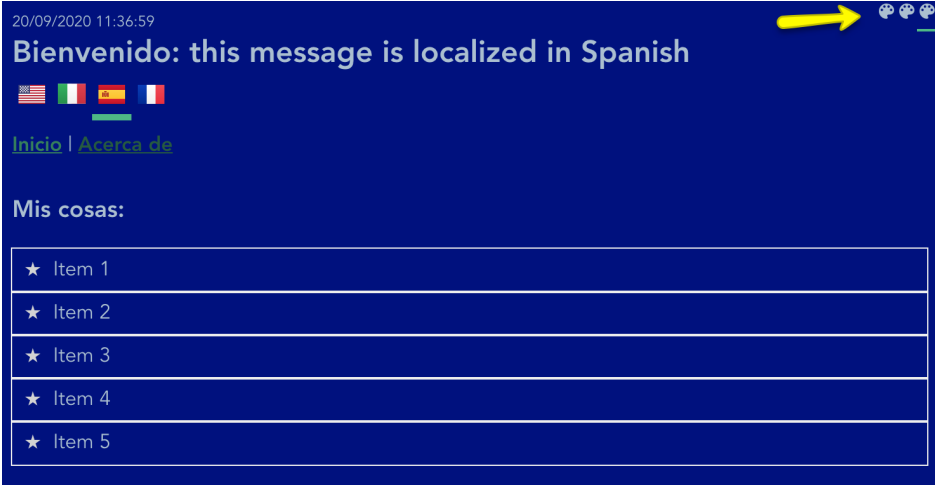 20/09/2020 11:36:59
Bienvenido: this message is localized in Spanish
Inicio | Acerca de
Mis cosas:
★ Item 1
★ Item 2
★ Item 3
★ Item 4
★ Item 5